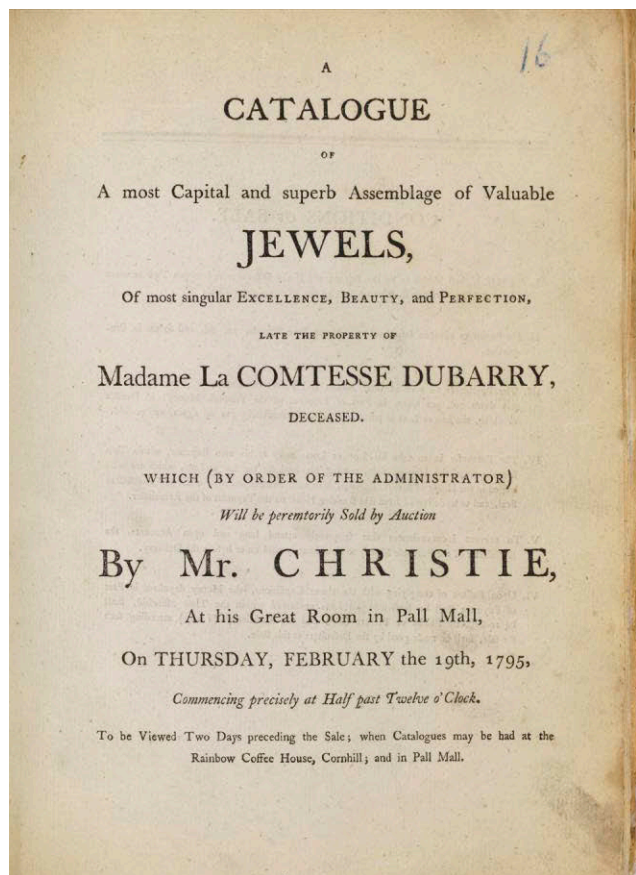 16
A
CATALOGUE
OF
A most Capital and superb Assemblage of Valuable
JEWELS,
Of most singular EXCELLENCE, BEAUTY, and PERFECTION,
LATE THE PROPERTY OF
Madame La COMTESSE DUBARRY,
DECEASED.
WHICH (BY ORDER OF THE ADMINISTRATOR)
Will be peremtorily Sold by Auction
By Mr. CHRISTIE,
At his Great Room in Pall Mall,
On THURSDAY, FEBRUARY the 19th, 1795,
Commencing precisely at Half past Twelve o'Clock.
To be Viewed Two Days preceding the Sale; when Catalogues may be had at the
Rainbow Coffee House, Cornhill; and in Pall Mall.